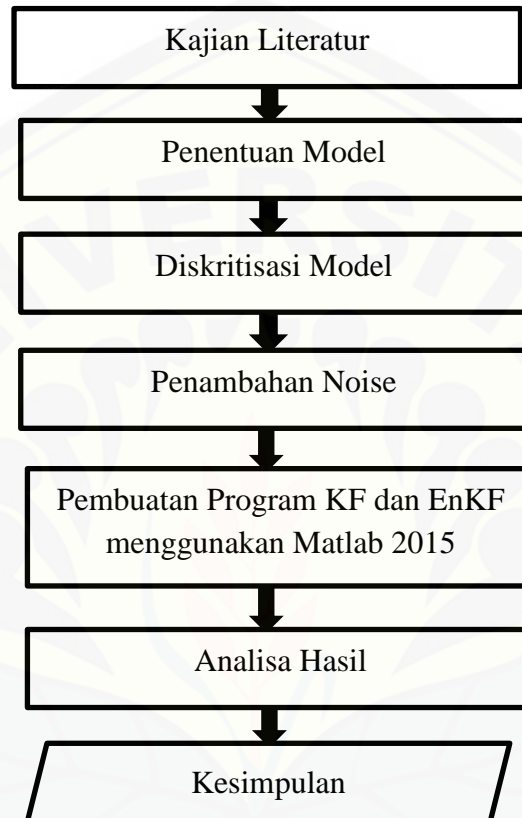 Kajian Literatur
Penentuan Model
Diskritisasi Model
Penambahan Noise
Pembuatan Program KF dan EnKF
menggunakan Matlab 2015
Analisa Hasil
Kesimpulan